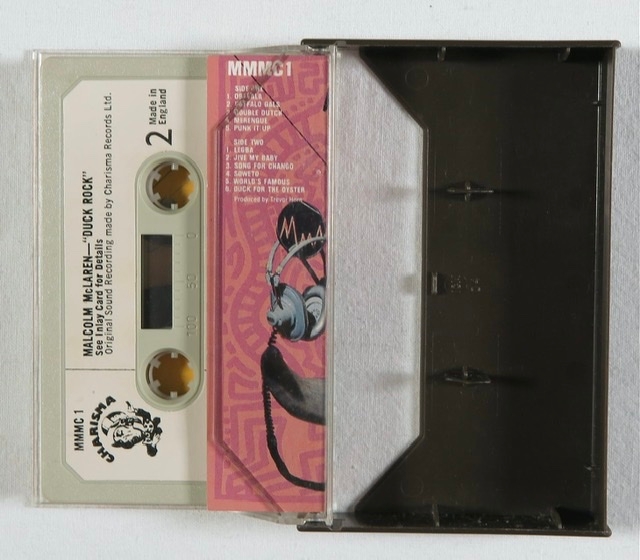 MALCOLM McLAREN—"DUCK ROCK"
See Inlay Card for Details
Original Sound Recording made by Charisma Records Ltd.
2
Made in
England
MMMC 1
CHARISMA
100 50 0
MMMC1
SIDE ONE
1. OBATALA
2. BUFFALO GALS
3. DOUBLE DUTCH
4. MERENGUE
5. PUNK IT UP
SIDE TWO
1. LEGBA
2. JIVE MY BABY
3. SONG FOR CHANGO
4. SOWETO
5. WORLD'S FAMOUS
6. DUCK FOR THE OYSTER
Produced by Trevor Horn